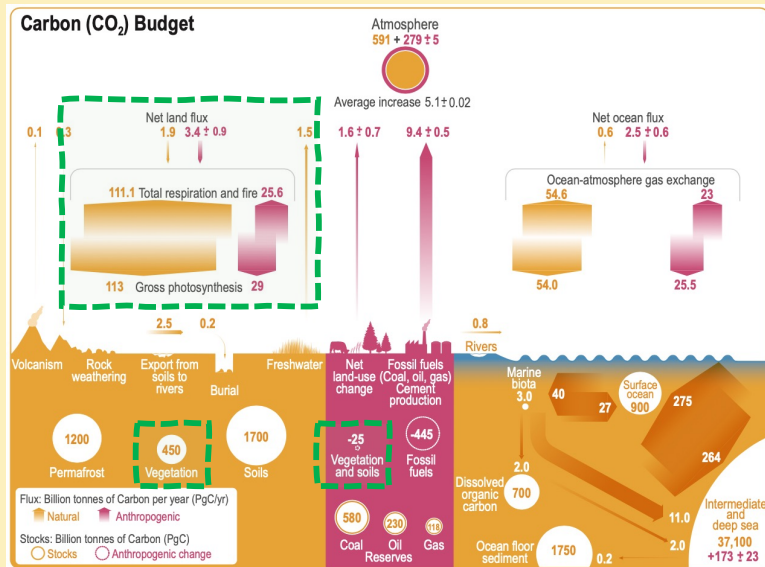 Carbon (CO₂) Budget
Atmosphere
591 + 279 ± 5
Average increase 5.1 ± 0.02
Net land flux
Net ocean flux
0.1
0.3
1.9
3.4 ± 0.9
1.5
1.6 ± 0.7
9.4 ± 0.5
0.6
2.5 ± 0.6
111.1 Total respiration and fire 25.6
Ocean-atmosphere gas exchange
54.6
23
113 Gross photosynthesis 29
54.0
25.5
2.5
0.2
0.8
Rivers
Volcanism
Rock
weathering
Export from
soils to
rivers
Burial
Freshwater
Net
land-use
change
Fossil fuels
(Coal, oil, gas)
Cement
production
Marine
biota
3.0
40
27
Surface
ocean
900
275
264
1200
Permafrost
450
Vegetation
1700
Soils
-25
Vegetation
and soils
-445
Fossil
fuels
2.0
Dissolved
organic
carbon
700
11.0
2.0
Intermediate
and
deep sea
37,100
+173 ± 23
Flux: Billion tonnes of Carbon per year (PgC/yr)
Natural
Anthropogenic
Stocks: Billion tonnes of Carbon (PgC)
Stocks
Anthropogenic change
580
Coal
230
Oil
118
Gas
Reserves
Ocean floor
sediment
1750
0.2